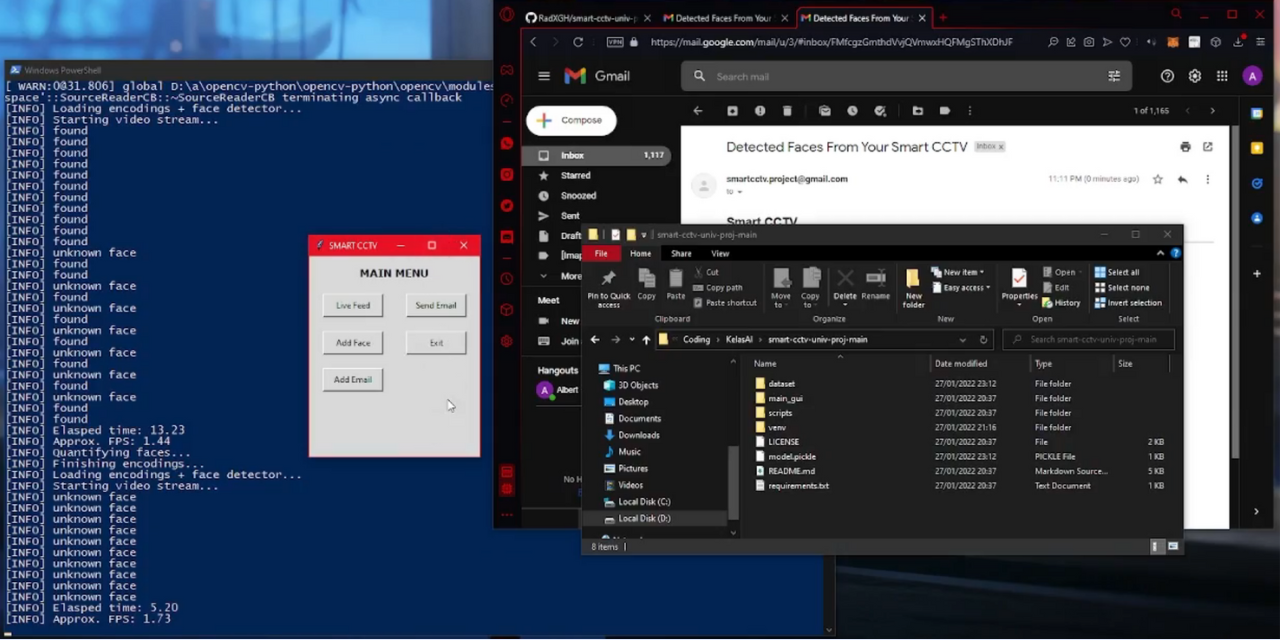 Windows PowerShell
[ WARN:0@31.806] global D:\a\opencv-python\opencv-python\opencv\modules
space'::SourceReaderCB::~SourceReaderCB terminating async callback
[INFO] Loading encodings + face detector...
[INFO] Starting video stream...
[INFO] found
[INFO] found
[INFO] found
[INFO] found
[INFO] found
[INFO] found
[INFO] found
[INFO] found
[INFO] found
[INFO] found
[INFO] found
[INFO] unknown face
[INFO] found
[INFO] found
[INFO] unknown face
[INFO] found
[INFO] unknown face
[INFO] found
[INFO] unknown face
[INFO] found
[INFO] unknown face
[INFO] found
[INFO] unknown face
[INFO] found
[INFO] unknown face
[INFO] found
[INFO] found
[INFO] Elasped time: 13.23
[INFO] Approx. FPS: 1.44
[INFO] Quantifying faces...
[INFO] Finishing encodings...
[INFO] Loading encodings + face detector...
[INFO] Starting video stream...
[INFO] unknown face
[INFO] unknown face
[INFO] unknown face
[INFO] unknown face
[INFO] unknown face
[INFO] unknown face
[INFO] unknown face
[INFO] unknown face
[INFO] unknown face
[INFO] unknown face
[INFO] Elasped time: 5.20
[INFO] Approx. FPS: 1.73
SMART CCTV
MAIN MENU
Live Feed Send Email
Add Face Exit
Add Email
RadXGH/smart-cctv-univ-p Detected Faces From Your Detected Faces From Your
VPN https://mail.google.com/mail/u/3/#inbox/
Gmail Search mail
A
Compose
1 of 1,165
Inbox 1,117
Starred
Snoozed
Sent
Draft
[Imap
More
Meet
New
Join
Hangouts
A Albert
No H
Detected Faces From Your Smart CCTV Inbox x
smartcctv.project@gmail.com 11:11 PM (0 minutes ago)
to
Smart CCTV
smart-cctv-univ-proj-main
File Home Share View
Pin to Quick access Copy Paste Cut Copy path Paste shortcut
Move to Copy to Delete Rename New folder New item Easy access
Properties Open Edit History Select all Select none Invert selection
Clipboard Organize New Open Select
Coding KelasAI smart-cctv-univ-proj-main Search smart-cctv-univ-proj-main
This PC
3D Objects
Desktop
Documents
Downloads
Music
Pictures
Videos
Local Disk (C:)
Local Disk (D:)
Name Date modified Type Size
dataset 27/01/2022 23:12 File folder
main_gui 27/01/2022 20:37 File folder
scripts 27/01/2022 20:37 File folder
venv 27/01/2022 21:16 File folder
LICENSE 27/01/2022 20:37 File 2 KB
model.pickle 27/01/2022 23:12 PICKLE File 1 KB
README.md 27/01/2022 20:37 Markdown Source... 5 KB
requirements.txt 27/01/2022 20:37 Text Document 1 KB
8 items